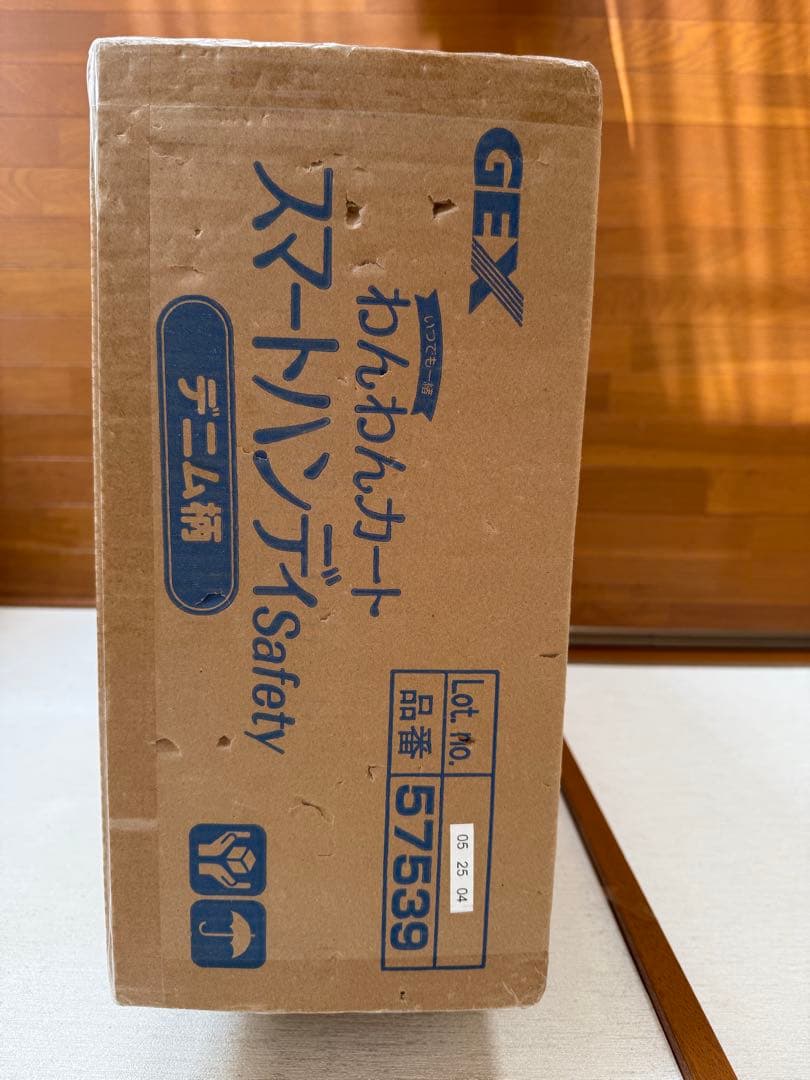 GEX
いつでも一緒
わんわんカート
スマートハンディSafety
デニム柄
Lot. no. 05 25 04
品番 57539